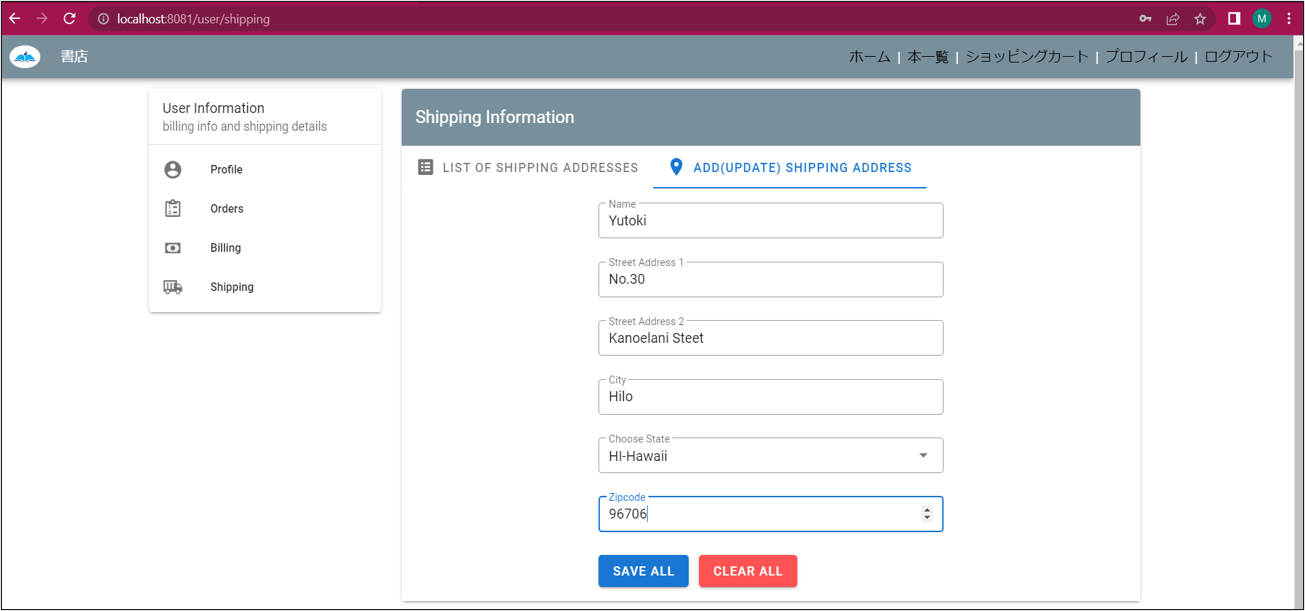 localhost:8081/user/shipping
M
書店
ホーム | 本一覧 | ショッピングカート | プロフィール | ログアウト
User Information
billing info and shipping details
Profile
Orders
Billing
Shipping
Shipping Information
LIST OF SHIPPING ADDRESSES
ADD(UPDATE) SHIPPING ADDRESS
Name
Yutoki
Street Address 1
No.30
Street Address 2
Kanoelani Steet
City
Hilo
Choose State
HI-Hawaii
Zipcode
96706
SAVE ALL
CLEAR ALL